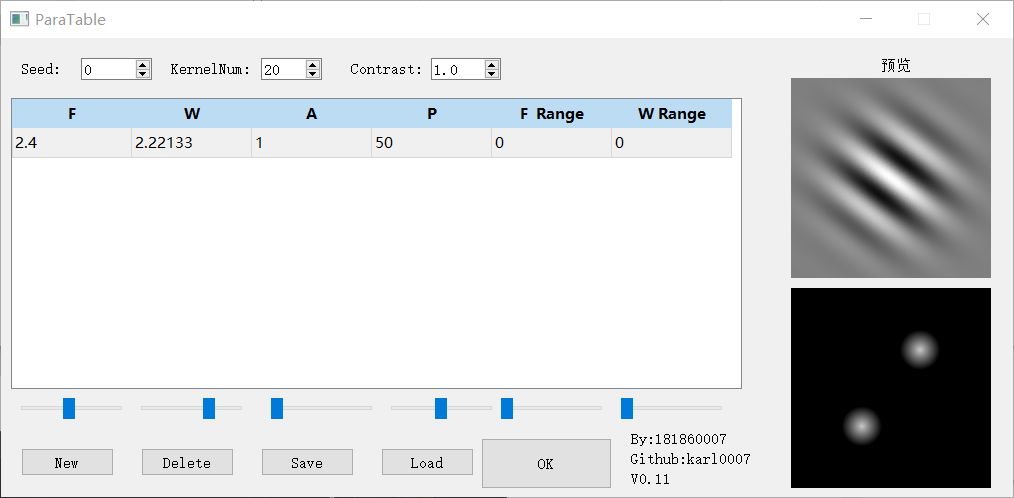 ParaTable
Seed: 0 KernelNum: 20 Contrast: 1.0
预览
F W A P F Range W Range
2.4 2.22133 1 50 0 0
New Delete Save Load OK
By:181860007
Github:karl0007
V0.11